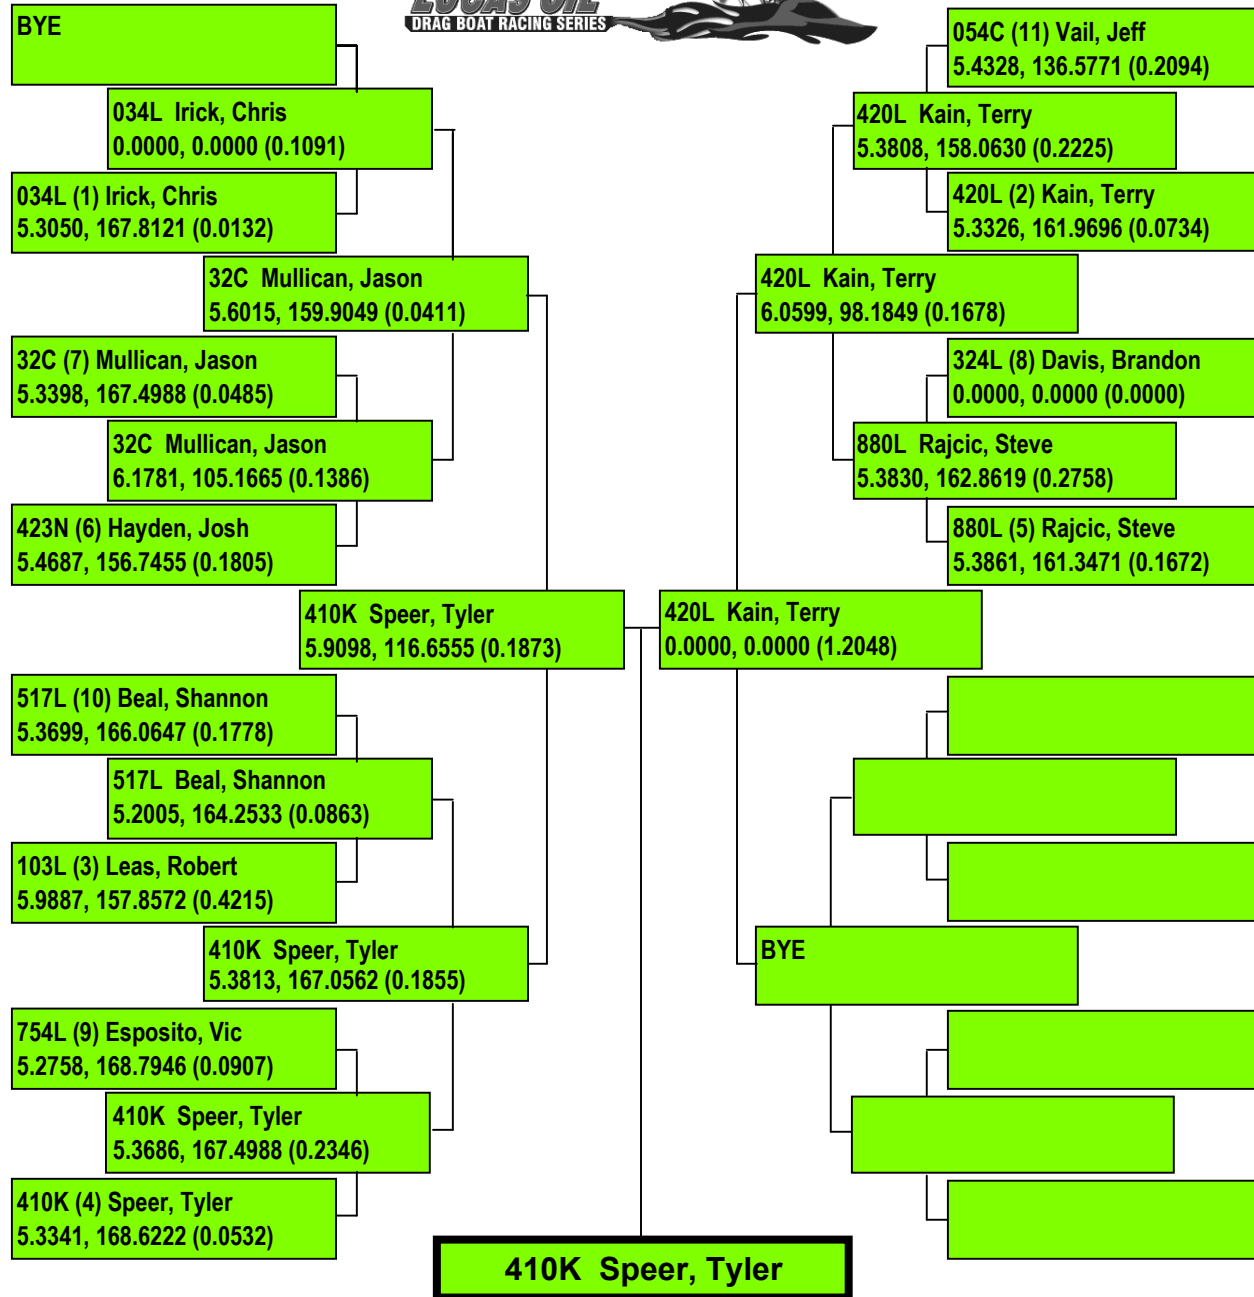 LUCAS OIL
DRAG BOAT RACING SERIES
BYE
034L Irick, Chris
0.0000, 0.0000 (0.1091)
034L (1) Irick, Chris
5.3050, 167.8121 (0.0132)
32C Mullican, Jason
5.6015, 159.9049 (0.0411)
32C (7) Mullican, Jason
5.3398, 167.4988 (0.0485)
32C Mullican, Jason
6.1781, 105.1665 (0.1386)
423N (6) Hayden, Josh
5.4687, 156.7455 (0.1805)
410K Speer, Tyler
5.9098, 116.6555 (0.1873)
517L (10) Beal, Shannon
5.3699, 166.0647 (0.1778)
517L Beal, Shannon
5.2005, 164.2533 (0.0863)
103L (3) Leas, Robert
5.9887, 157.8572 (0.4215)
410K Speer, Tyler
5.3813, 167.0562 (0.1855)
754L (9) Esposito, Vic
5.2758, 168.7946 (0.0907)
410K Speer, Tyler
5.3686, 167.4988 (0.2346)
410K (4) Speer, Tyler
5.3341, 168.6222 (0.0532)
054C (11) Vail, Jeff
5.4328, 136.5771 (0.2094)
420L Kain, Terry
5.3808, 158.0630 (0.2225)
420L (2) Kain, Terry
5.3326, 161.9696 (0.0734)
420L Kain, Terry
6.0599, 98.1849 (0.1678)
324L (8) Davis, Brandon
0.0000, 0.0000 (0.0000)
880L Rajcic, Steve
5.3830, 162.8619 (0.2758)
880L (5) Rajcic, Steve
5.3861, 161.3471 (0.1672)
420L Kain, Terry
0.0000, 0.0000 (1.2048)
BYE
410K Speer, Tyler